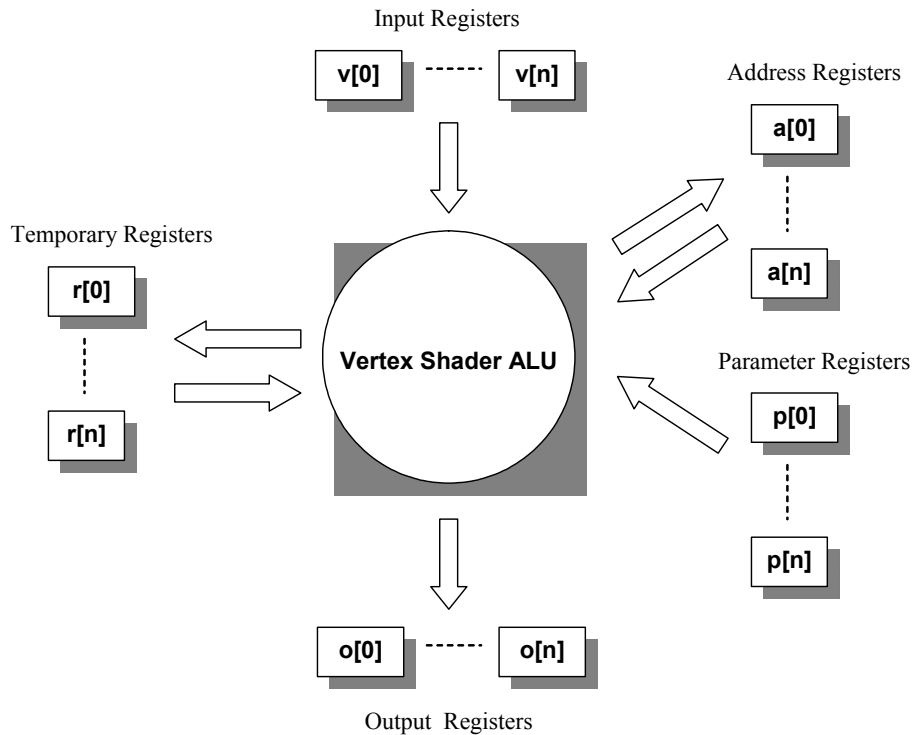 Input Registers
v[0] v[n]
Address Registers
a[0]
a[n]
Temporary Registers
r[0]
r[n]
Vertex Shader ALU
Parameter Registers
p[0]
p[n]
o[0] o[n]
Output Registers